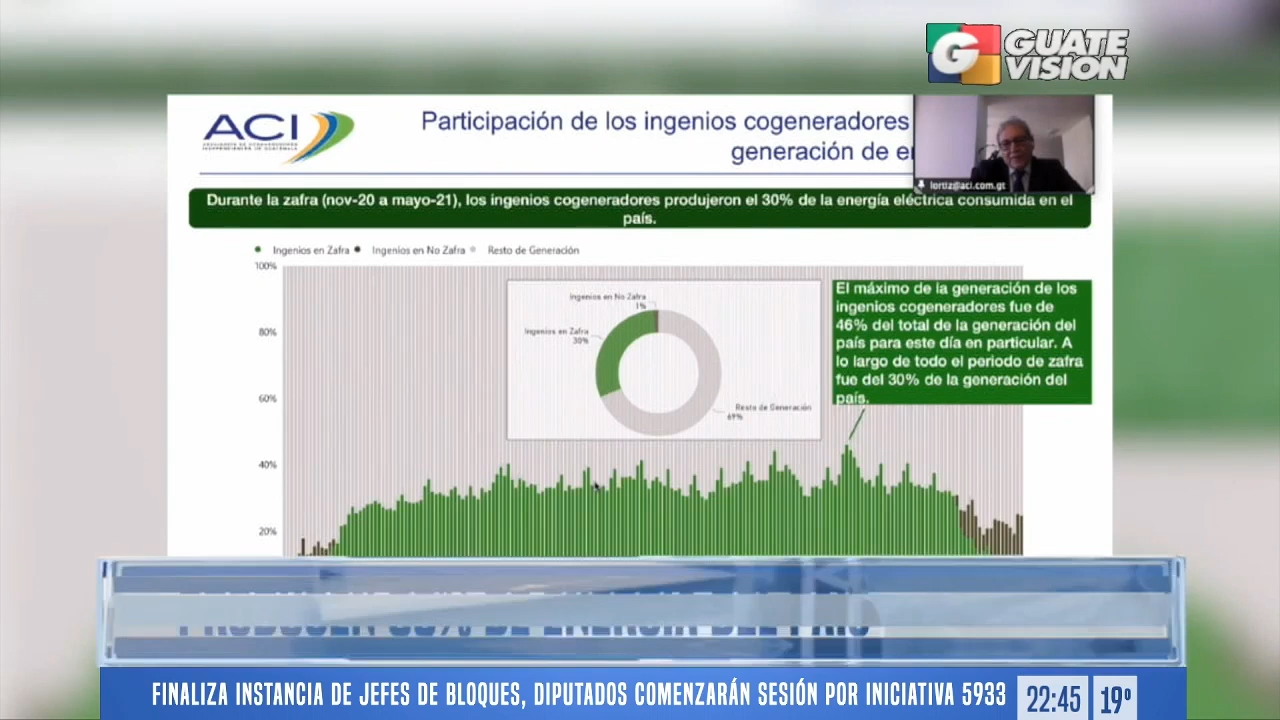 GUATE
VISION
ACI
Participación de los ingenios cogeneradores
generación de en
lortiz@aci.com.gt
Durante la zafra (nov-20 a mayo-21), los ingenios cogeneradores produjeron el 30% de la energía eléctrica consumida en el
país.
Ingenios en Zafra Ingenios en No Zafra Resto de Generación
100%
80%
60%
40%
20%
Ingenios en No Zafra
1%
Ingenios en Zafra
30%
Resto de Generación
69%
El máximo de la generación de los
ingenios cogeneradores fue de
46% del total de la generación del
país para este día en particular. A
lo largo de todo el periodo de zafra
fue del 30% de la generación del
país.
FINALIZA INSTANCIA DE JEFES DE BLOQUES, DIPUTADOS COMENZARÁN SESIÓN POR INICIATIVA 5933
22:45 19°